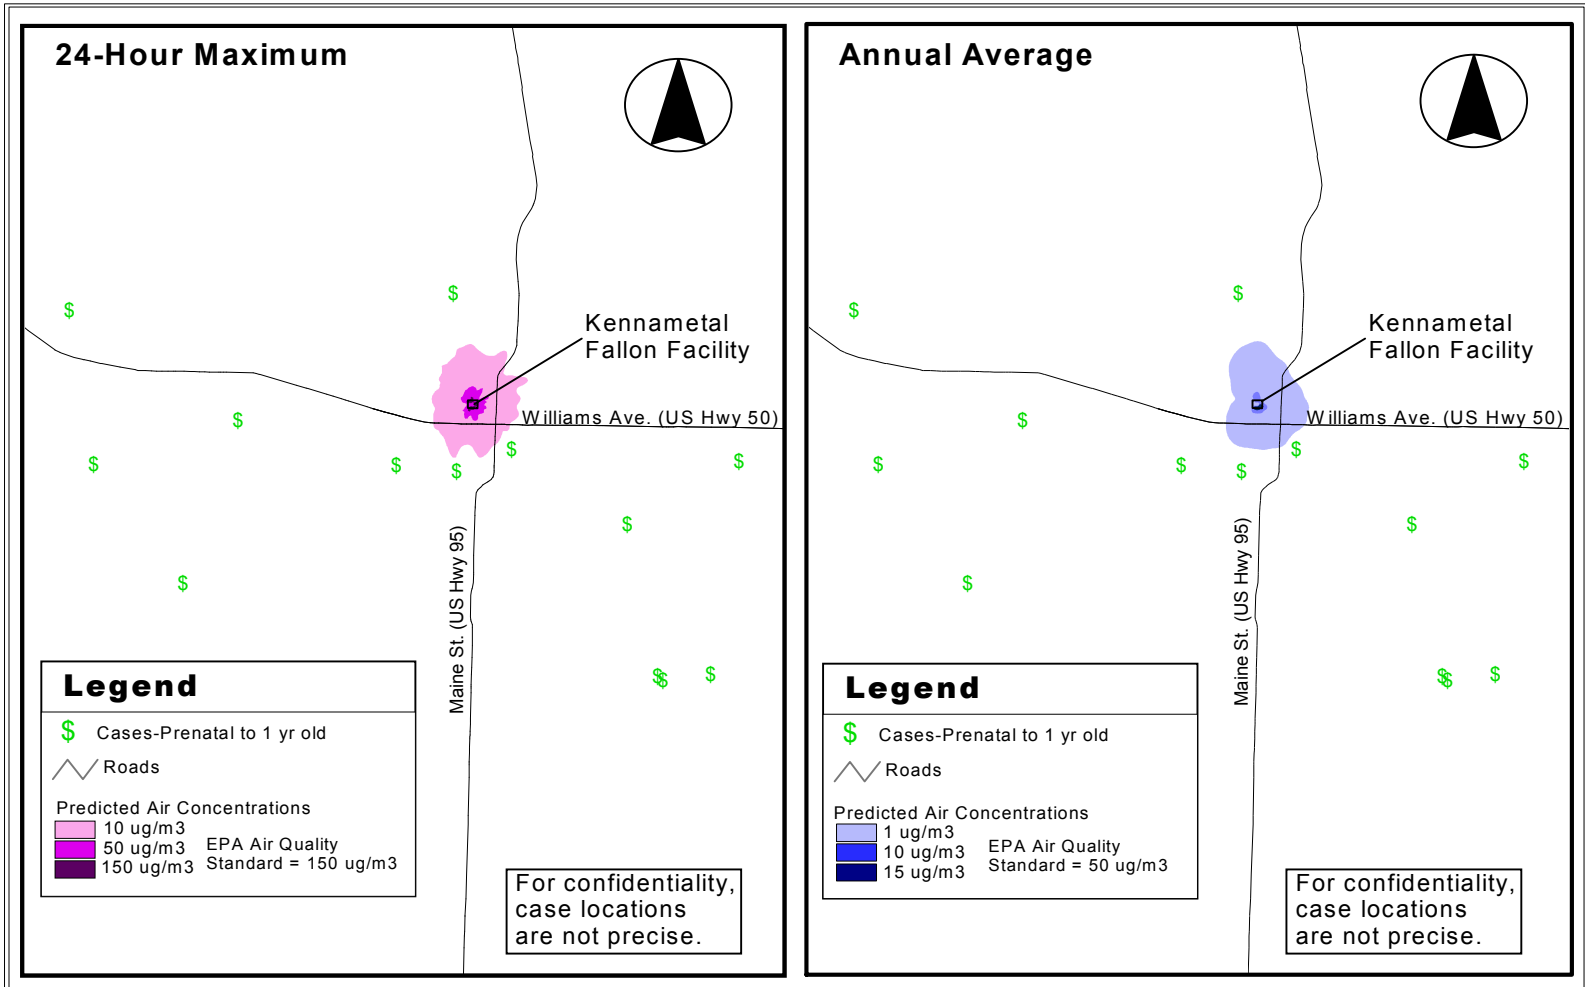 24-Hour Maximum
$
$
Kennametal
Fallon Facility
Williams Ave. (US Hwy 50)
$
$
$
$
$
$
$
$
$
$
$
Maine St. (US Hwy 95)
Legend
$ Cases-Prenatal to 1 yr old
Roads
Predicted Air Concentrations
10 ug/m3
50 ug/m3
150 ug/m3
EPA Air Quality
Standard = 150 ug/m3
For confidentiality,
case locations
are not precise.
Annual Average
$
$
Kennametal
Fallon Facility
Williams Ave. (US Hwy 50)
$
$
$
$
$
$
$
$
$
$
$
Maine St. (US Hwy 95)
Legend
$ Cases-Prenatal to 1 yr old
Roads
Predicted Air Concentrations
1 ug/m3
10 ug/m3
15 ug/m3
EPA Air Quality
Standard = 50 ug/m3
For confidentiality,
case locations
are not precise.